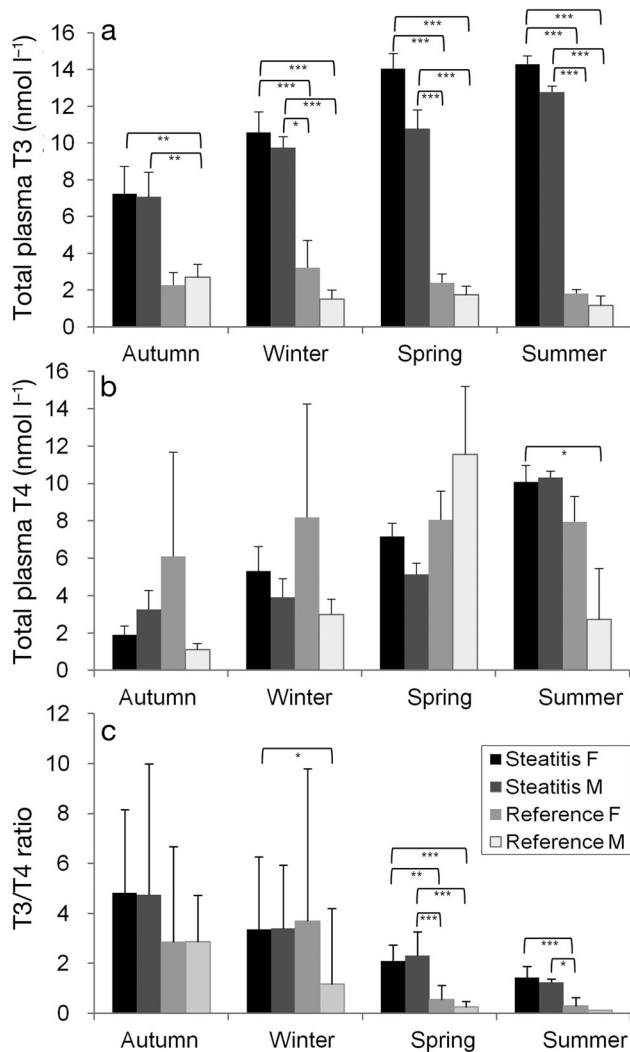 a
Total plasma T3 (nmol l⁻¹)
16
14
12
10
8
6
4
2
0
** **
*** *** *** *
*** *** *** ***
*** *** *** ***
Autumn Winter Spring Summer
b
Total plasma T4 (nmol l⁻¹)
16
14
12
10
8
6
4
2
0
*
Autumn Winter Spring Summer
c
T3/T4 ratio
12
10
8
6
4
2
0
*
*** ** *** ***
*** *
Steatitis F
Steatitis M
Reference F
Reference M
Autumn Winter Spring Summer